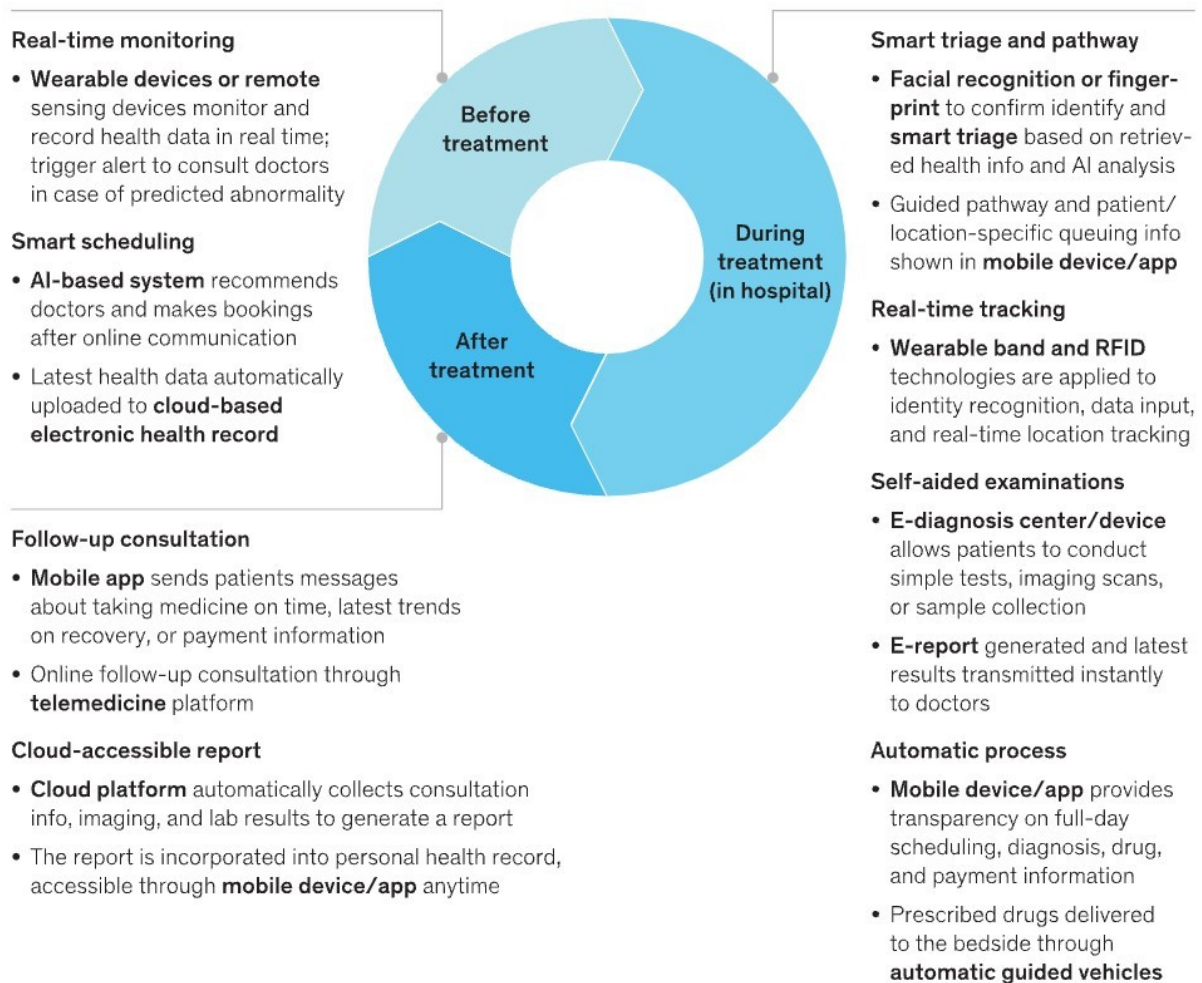 Real-time monitoring
• Wearable devices or remote
sensing devices monitor and
record health data in real time;
trigger alert to consult doctors
in case of predicted abnormality
Smart scheduling
• AI-based system recommends
doctors and makes bookings
after online communication
• Latest health data automatically
uploaded to cloud-based
electronic health record
Before
treatment
During
treatment
(in hospital)
After
treatment
Smart triage and pathway
• Facial recognition or finger-
print to confirm identify and
smart triage based on retriev-
ed health info and AI analysis
• Guided pathway and patient/
location-specific queuing info
shown in mobile device/app
Real-time tracking
• Wearable band and RFID
technologies are applied to
identity recognition, data input,
and real-time location tracking
Self-aided examinations
• E-diagnosis center/device
allows patients to conduct
simple tests, imaging scans,
or sample collection
• E-report generated and latest
results transmitted instantly
to doctors
Automatic process
• Mobile device/app provides
transparency on full-day
scheduling, diagnosis, drug,
and payment information
• Prescribed drugs delivered
to the bedside through
automatic guided vehicles
Follow-up consultation
• Mobile app sends patients messages
about taking medicine on time, latest trends
on recovery, or payment information
• Online follow-up consultation through
telemedicine platform
Cloud-accessible report
• Cloud platform automatically collects consultation
info, imaging, and lab results to generate a report
• The report is incorporated into personal health record,
accessible through mobile device/app anytime